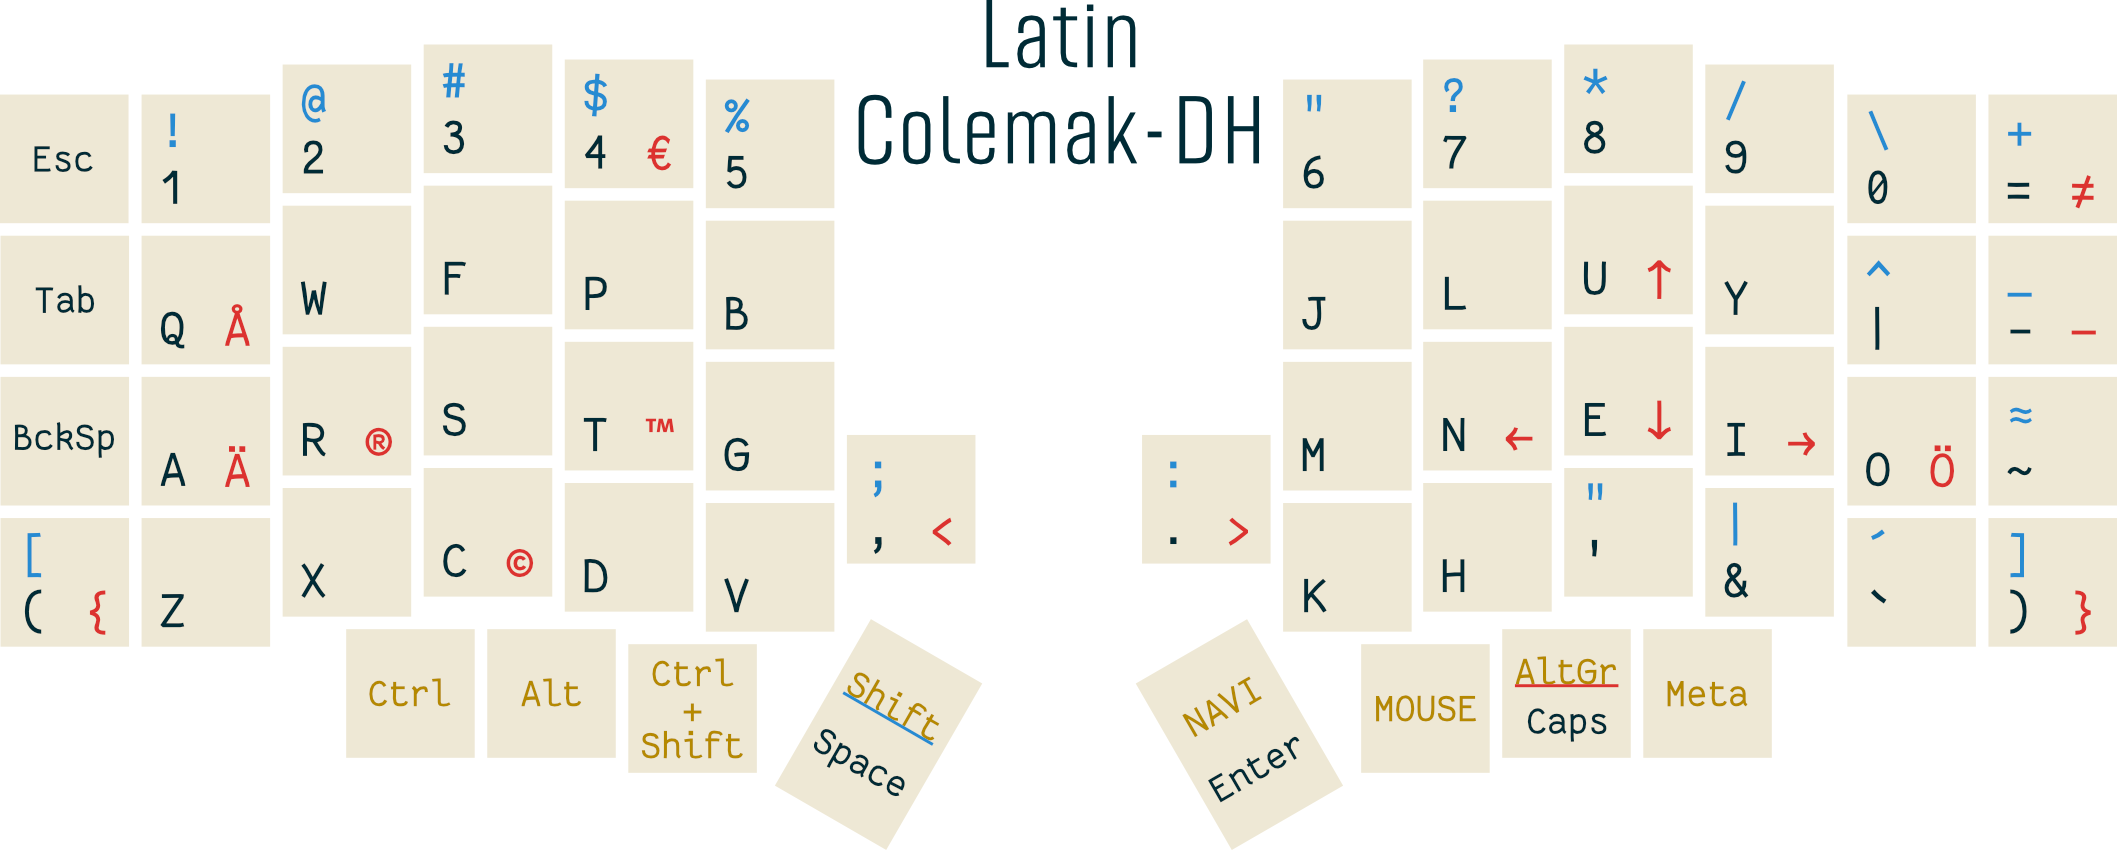 Latin
Colemak-DH
Esc
!
1
@
2
#
3
$
4 €
%
5
"
6
?
7
*
8
/
9
\
0
+
= ≠
Tab
Q Å
W
F
P
B
J
L
U ↑
Y
^
|
—
- –
BckSp
A Ä
R ®
S
T ™
G
M
N ←
E ↓
I →
O Ö
≈
~
;
, <
:
. >
[
( {
Z
X
C ©
D
V
K
H
"
'
|
&
´
`
]
) }
Ctrl
Alt
Ctrl
+
Shift
Shift
Space
NAVI
Enter
MOUSE
AltGr
Caps
Meta